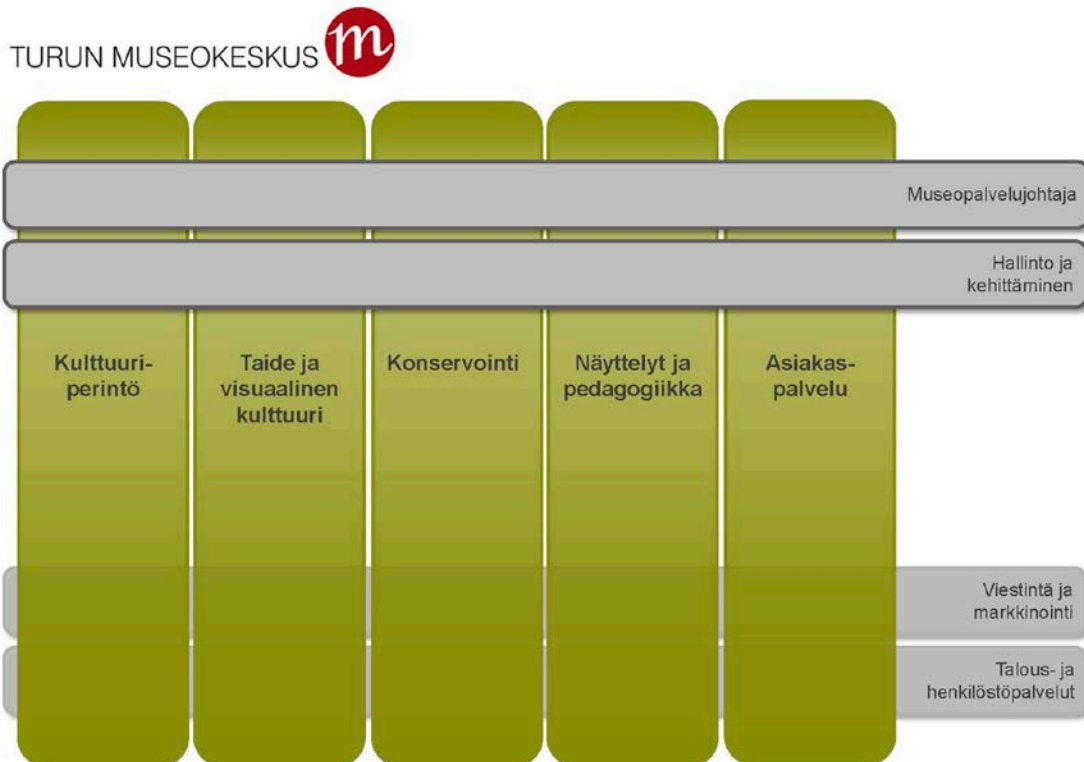 TURUN MUSEOKESKUS m
Museopalvelujohtaja
Hallinto ja
kehittäminen
Kulttuuri-
perintö
Taide ja
visuaalinen
kulttuuri
Konservointi
Näyttelyt ja
pedagogiikka
Asiakas-
palvelu
Viestintä ja
markkinointi
Talous- ja
henkilöstöpalvelut